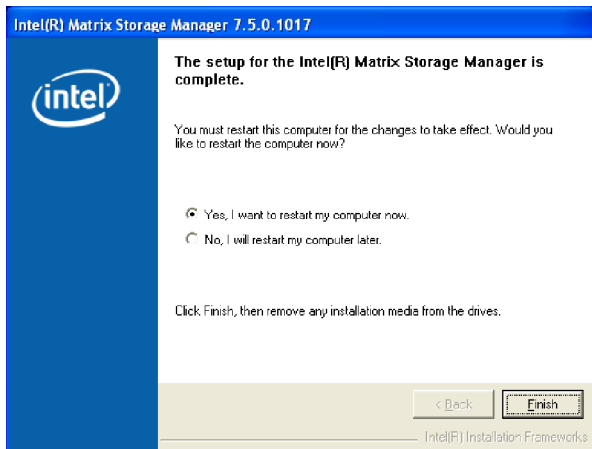 Intel(R) Matrix Storage Manager 7.5.0.1017
intel
The setup for the Intel(R) Matrix Storage Manager is
complete.
You must restart this computer for the changes to take effect. Would you
like to restart the computer now?
Yes, I want to restart my computer now.
No, I will restart my computer later.
Click Finish, then remove any installation media from the drives.
< Back
Finish
Intel(R) Installation Frameworks